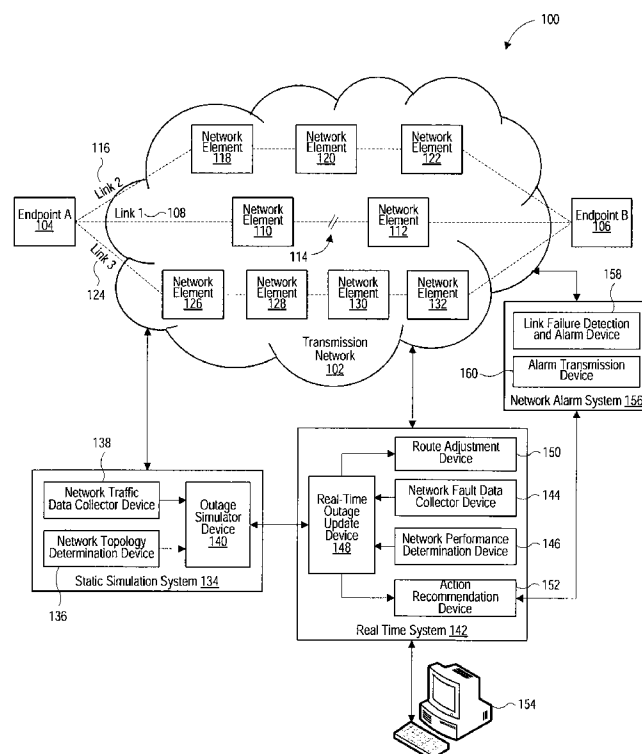 100
Network
Element
118
Network
Element
120
Network
Element
122
116
Link 2
Endpoint A
104
Link 1
108
Network
Element
110
114
Network
Element
112
Endpoint B
106
Link 3
124
Network
Element
126
Network
Element
128
Network
Element
130
Network
Element
132
Transmission
Network
102
158
Link Failure Detection
and Alarm Device
160
Alarm Transmission
Device
Network Alarm System 156
138
Network Traffic
Data Collector Device
Network Topology
Determination Device
Outage
Simulator
Device
140
Static Simulation System 134
136
Real-Time
Outage
Update
Device
148
Route Adjustment
Device
150
Network Fault Data
Collector Device
144
Network Performance
Determination Device
146
Action
Recommendation
Device
152
Real Time System 142
154